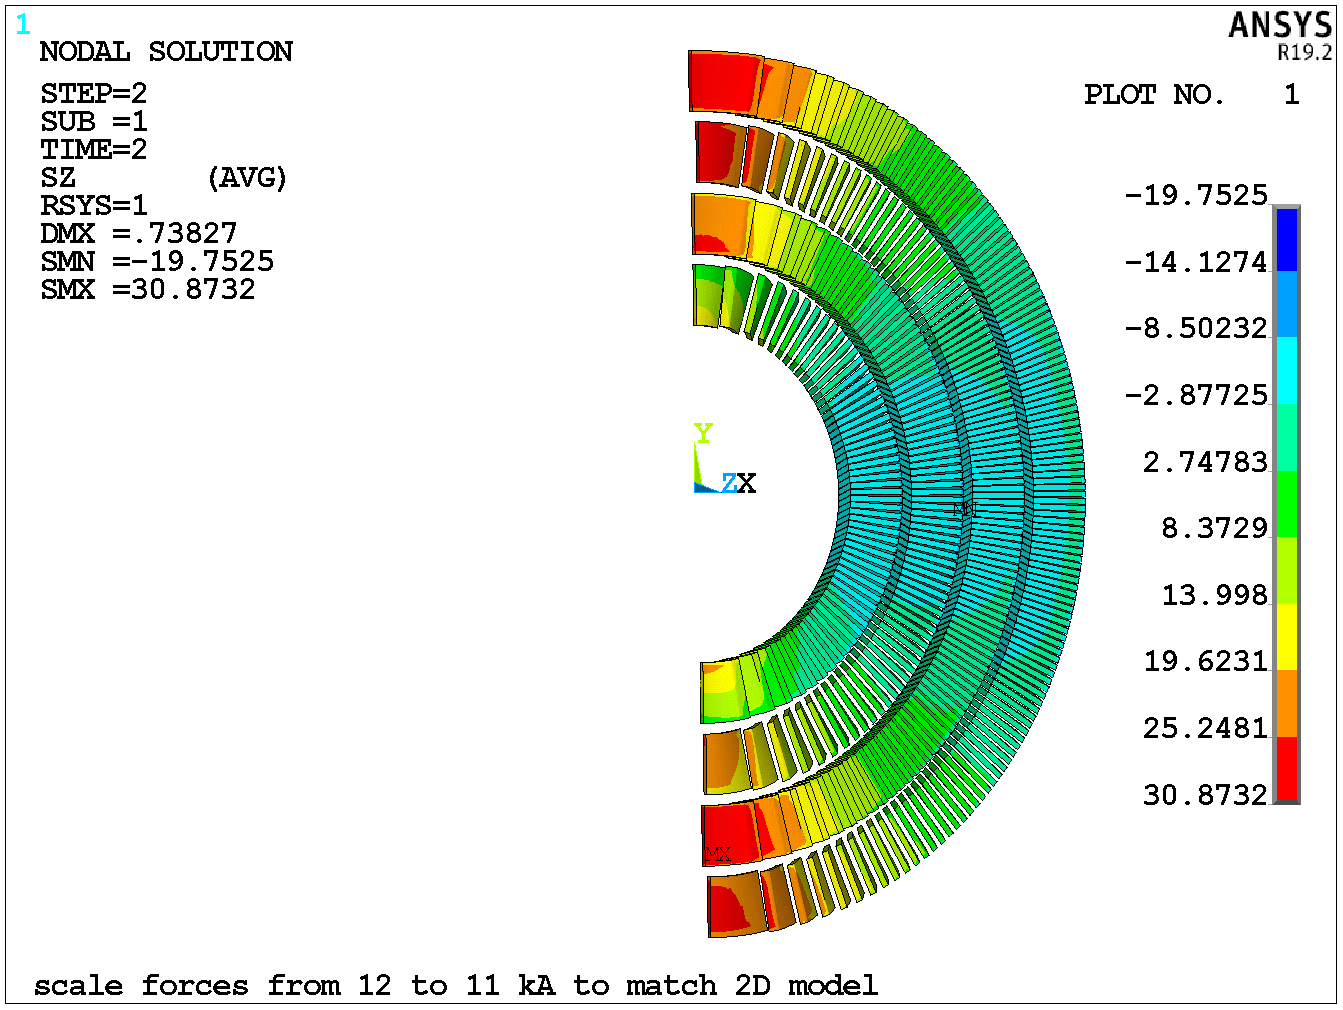 1
NODAL SOLUTION
STEP=2
SUB =1
TIME=2
SZ (AVG)
RSYS=1
DMX =.73827
SMN =-19.7525
SMX =30.8732
ANSYS
R19.2
PLOT NO. 1
-19.7525
-14.1274
-8.50232
-2.87725
2.74783
8.3729
13.998
19.6231
25.2481
30.8732
Y
ZX
MX
scale forces from 12 to 11 kA to match 2D model